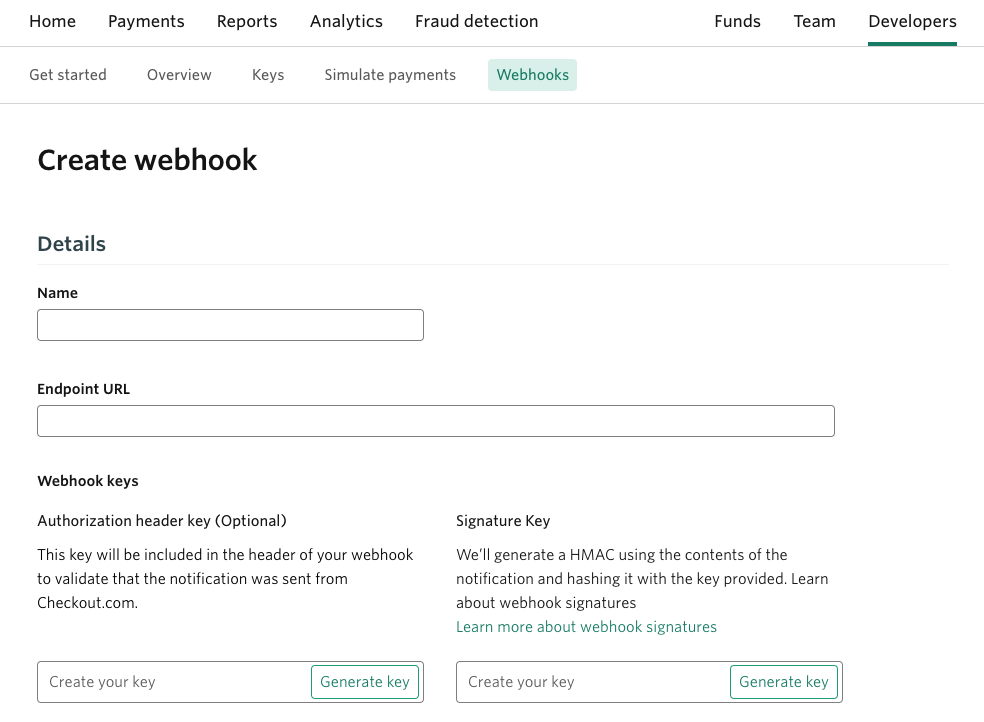 Home Payments Reports Analytics Fraud detection Funds Team Developers
Get started Overview Keys Simulate payments Webhooks
Create webhook
Details
Name
Endpoint URL
Webhook keys
Authorization header key (Optional)
This key will be included in the header of your webhook
to validate that the notification was sent from
Checkout.com.
Create your key Generate key
Signature Key
We’ll generate a HMAC using the contents of the
notification and hashing it with the key provided. Learn
about webhook signatures
Learn more about webhook signatures
Create your key Generate key